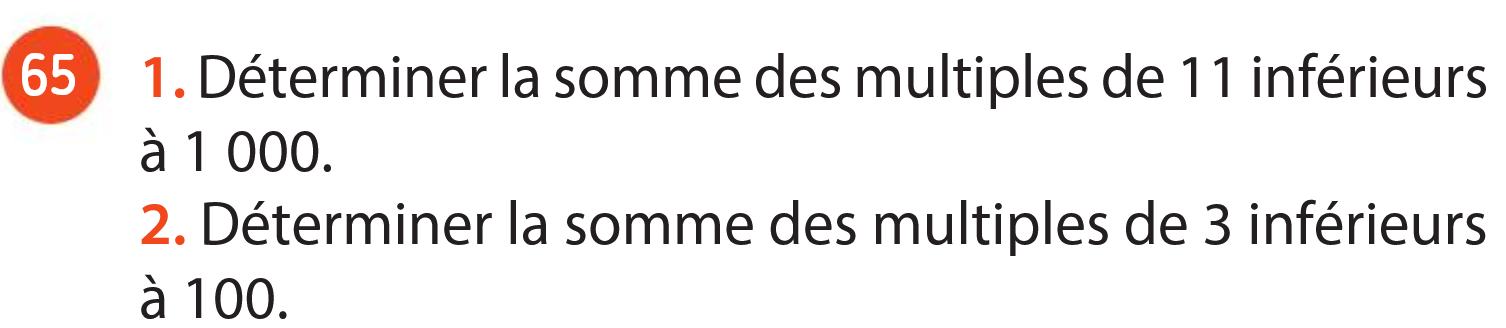 65 1. Déterminer la somme des multiples de 11 inférieurs
à 1 000.
2. Déterminer la somme des multiples de 3 inférieurs
à 100.